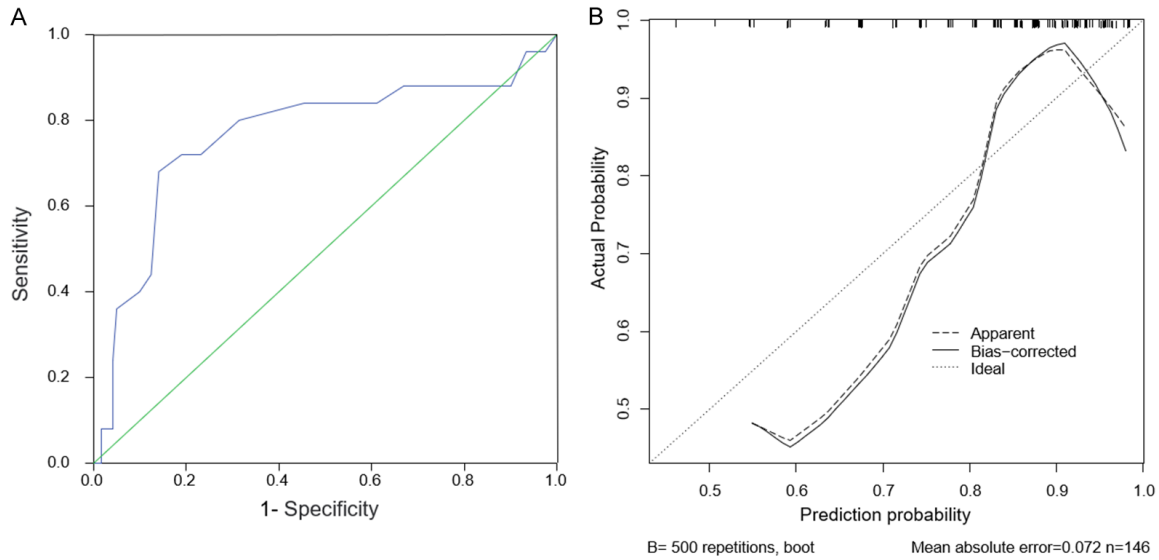 A
1.0
0.8
0.6
0.4
0.2
0.0
Sensitivity
0.0
0.2
0.4
0.6
0.8
1.0
1- Specificity
B
1.0
0.9
0.8
0.7
0.6
0.5
Actual Probability
Apparent
Bias−corrected
Ideal
0.5
0.6
0.7
0.8
0.9
1.0
Prediction probability
B= 500 repetitions, boot
Mean absolute error=0.072 n=146